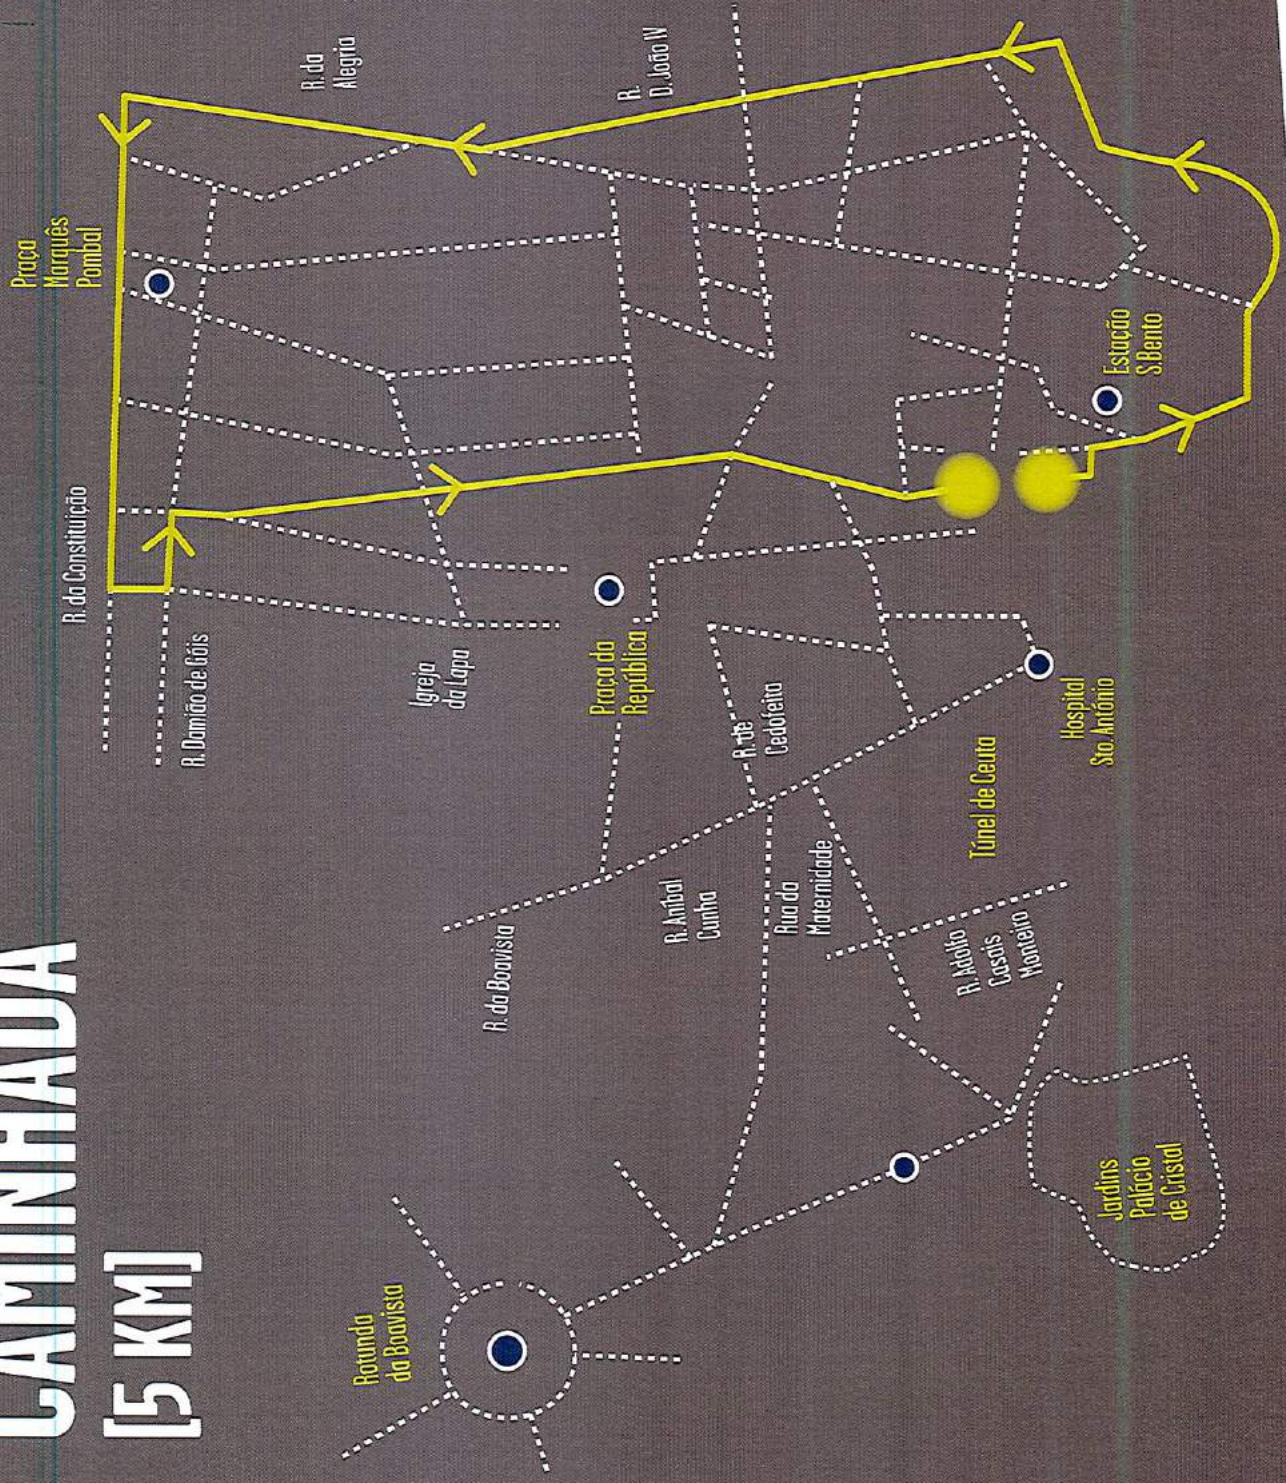 CAMINHADA
[5 KM]
Rotunda
da Boavista
R. da Boavista
R. Aníbal
Cunha
Rua da
Maternidade
R. Adolfo
Casais
Monteiro
Jardins
Palácio
de Cristal
Túnel de Ceuta
Hospital
Sto. António
R. de
Cedofeita
Praça da
República
Igreja
da Lapa
R. Damião de Góis
R. da Constituição
Praça
Marquês
Pombal
R. da
Alegria
R.
D. João IV
Estação
S. Bento